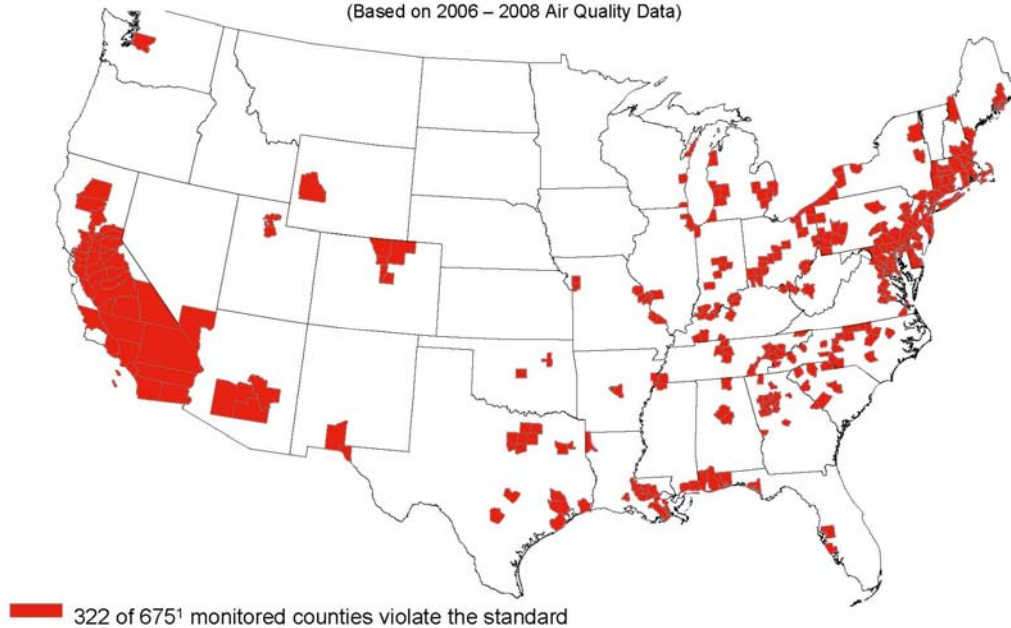 (Based on 2006 – 2008 Air Quality Data)
322 of 675¹ monitored counties violate the standard